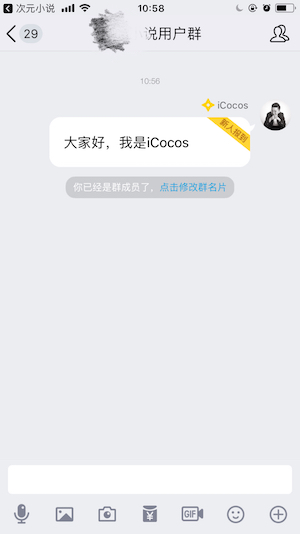 次元小说
10:58
29
说用户群
10:56
iCocos
新人报到
大家好，我是iCocos
你已经是群成员了，点击修改群名片
¥
GIF